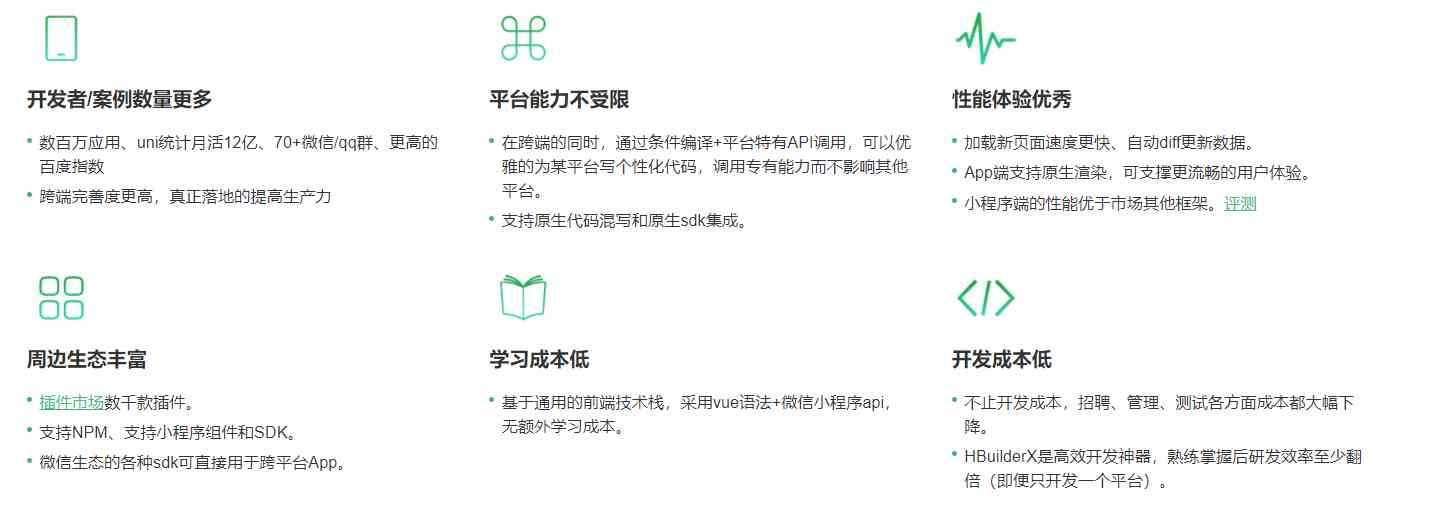 开发者/案例数量更多
数百万应用、uni统计月活12亿、70+微信/qq群、更高的
百度指数
跨端完善度更高，真正落地的提高生产力
平台能力不受限
在跨端的同时，通过条件编译+平台特有API调用，可以优
雅的为某平台写个性化代码，调用专有能力而不影响其他
平台。
支持原生代码混写和原生sdk集成。
性能体验优秀
加载新页面速度更快、自动diff更新数据。
App端支持原生渲染，可支撑更流畅的用户体验。
小程序端的性能优于市场其他框架。评测
周边生态丰富
插件市场数千款插件。
支持NPM、支持小程序组件和SDK。
微信生态的各种sdk可直接用于跨平台App。
学习成本低
基于通用的前端技术栈，采用vue语法+微信小程序api，
无额外学习成本。
开发成本低
不止开发成本，招聘、管理、测试各方面成本都大幅下
降。
HBuilderX是高效开发神器，熟练掌握后研发效率至少翻
倍（即便只开发一个平台）。